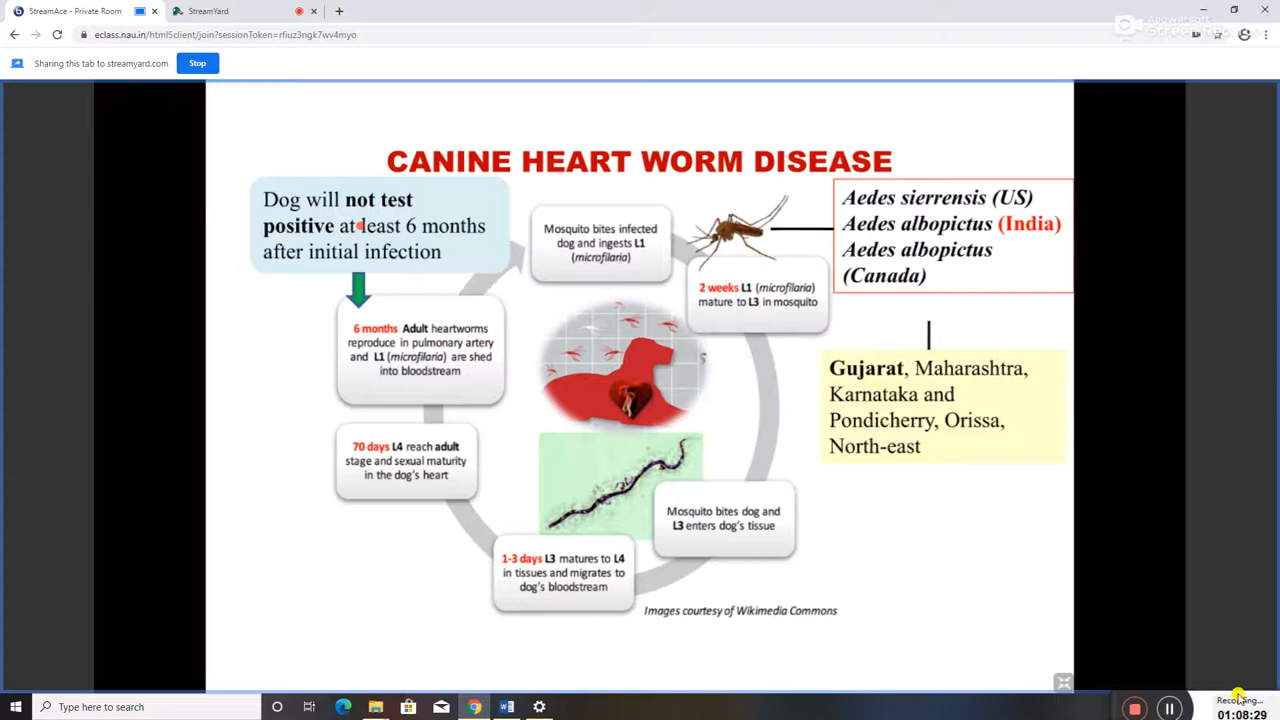 StreamAce - Private Room
StreamYard
eclass.nau.in/html5client/join?sessionToken=rfiuz3ngk7wv4myo
Apowersoft
Sharing this tab to streamyard.com
Stop
CANINE HEART WORM DISEASE
Dog will not test
positive at least 6 months
after initial infection
Mosquito bites infected
dog and ingests L1
(microfilaria)
Aedes sierrensis (US)
Aedes albopictus (India)
Aedes albopictus
(Canada)
2 weeks L1 (microfilaria)
mature to L3 in mosquito
6 months Adult heartworms
reproduce in pulmonary artery
and L1 (microfilaria) are shed
into bloodstream
Gujarat, Maharashtra,
Karnataka and
Pondicherry, Orissa,
North-east
70 days L4 reach adult
stage and sexual maturity
in the dog's heart
Mosquito bites dog and
L3 enters dog's tissue
1-3 days L3 matures to L4
in tissues and migrates to
dog's bloodstream
Images courtesy of Wikimedia Commons
Type here to search
Recording...
01:08:29